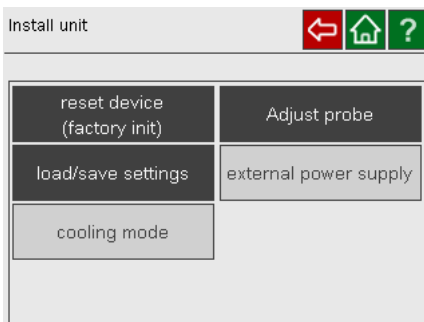 Install unit
?
reset device
(factory init)
Adjust probe
load/save settings
external power supply
cooling mode